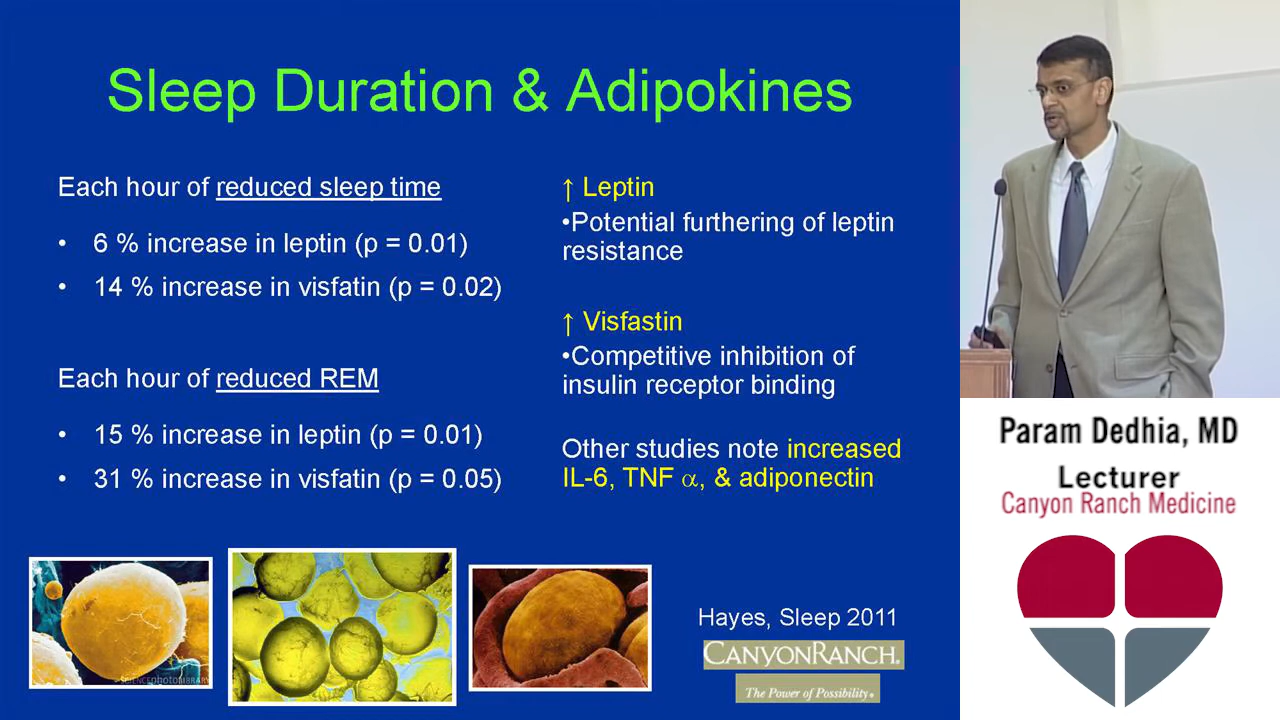 Sleep Duration & Adipokines
Each hour of reduced sleep time
• 6 % increase in leptin (p = 0.01)
• 14 % increase in visfatin (p = 0.02)
Each hour of reduced REM
• 15 % increase in leptin (p = 0.01)
• 31 % increase in visfatin (p = 0.05)
↑ Leptin
•Potential furthering of leptin
resistance
↑ Visfastin
•Competitive inhibition of
insulin receptor binding
Other studies note increased
IL-6, TNF α, & adiponectin
SCIENCEPHOTOLIBRARY
Hayes, Sleep 2011
CANYONRANCH®
The Power of Possibility®
Param Dedhia, MD
Lecturer
Canyon Ranch Medicine